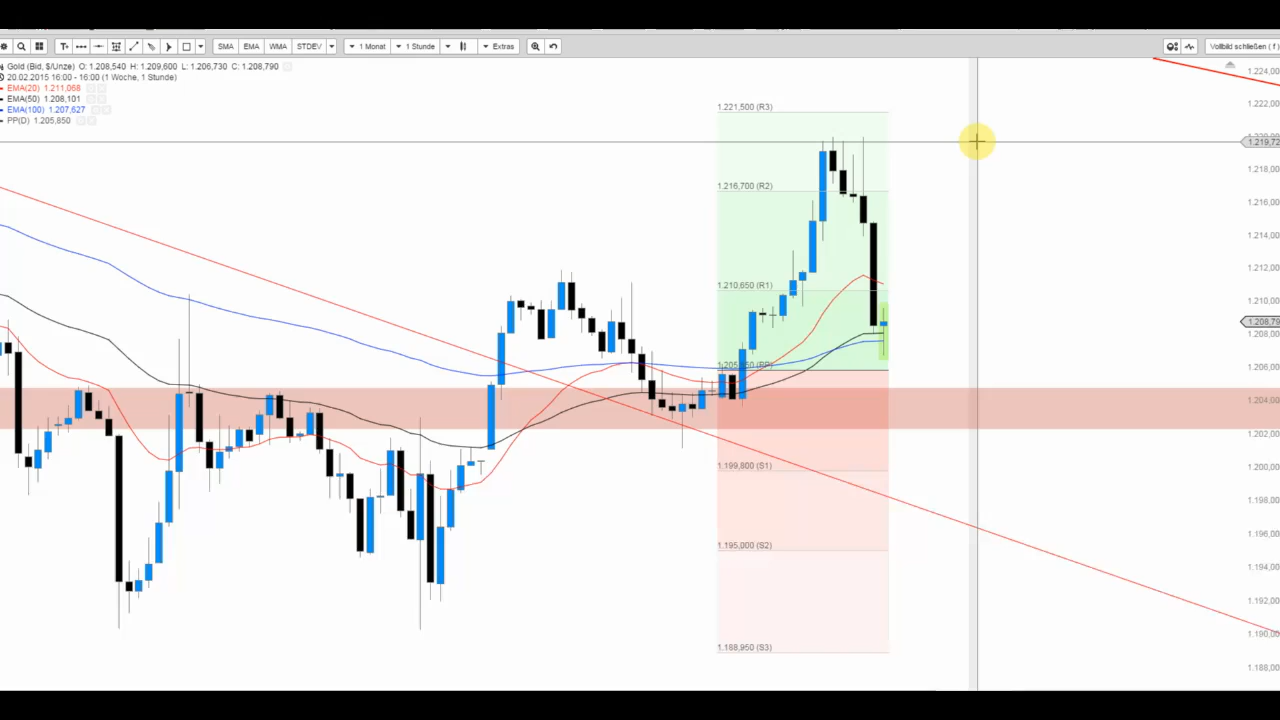 T
SMA EMA WMA STDEV 1 Monat 1 Stunde Extras Vollbild schließen ( f )
Gold (Bid, $/Unze) O: 1.208,540 H: 1.209,600 L: 1.206,730 C: 1.208,790
20.02.2015 16:00 - 16:00 (1 Woche, 1 Stunde)
EMA(20) 1.211,068
EMA(50) 1.208,101
EMA(100) 1.207,627
PP(D) 1.205,850
1.221,500 (R3)
1.216,700 (R2)
1.210,650 (R1)
1.205,850 (PP)
1.199,800 (S1)
1.195,000 (S2)
1.188,950 (S3)
1.224,00
1.222,00
1.219,72
1.218,00
1.216,00
1.214,00
1.212,00
1.210,00
1.208,79
1.208,00
1.206,00
1.204,00
1.202,00
1.200,00
1.198,00
1.196,00
1.194,00
1.192,00
1.190,00
1.188,00